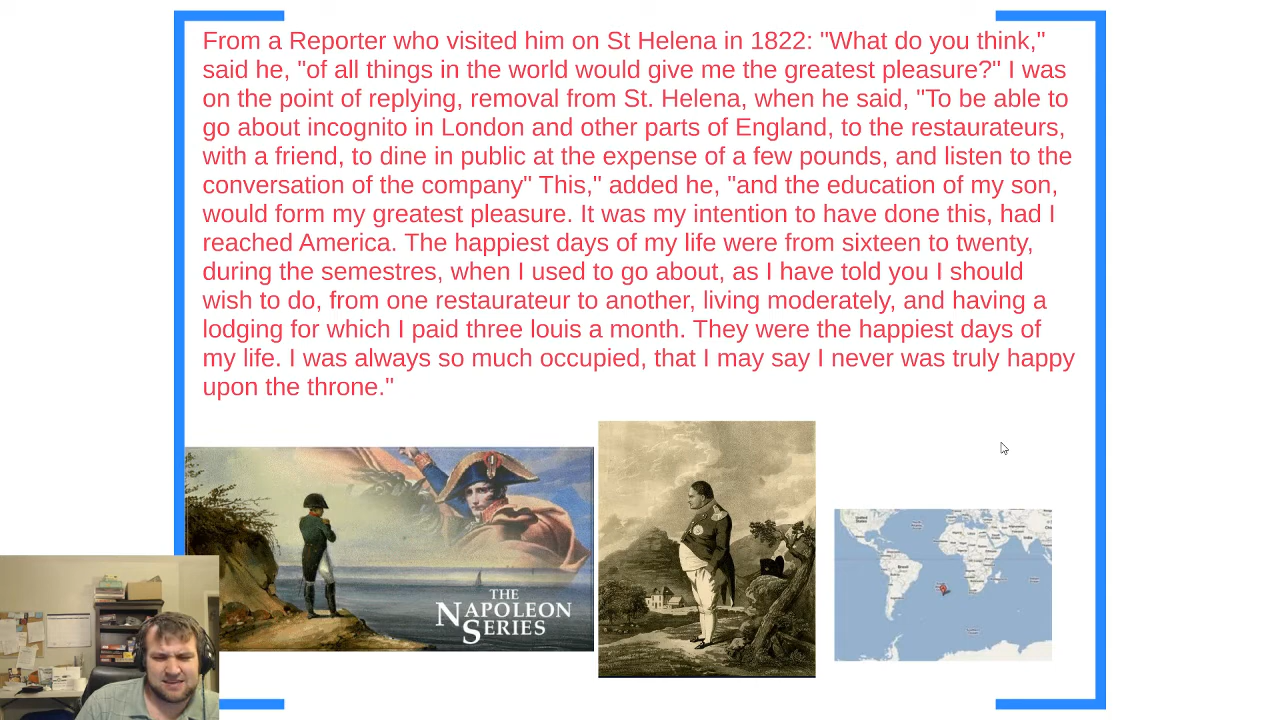 From a Reporter who visited him on St Helena in 1822: "What do you think,"
said he, "of all things in the world would give me the greatest pleasure?" I was
on the point of replying, removal from St. Helena, when he said, "To be able to
go about incognito in London and other parts of England, to the restaurateurs,
with a friend, to dine in public at the expense of a few pounds, and listen to the
conversation of the company" This," added he, "and the education of my son,
would form my greatest pleasure. It was my intention to have done this, had I
reached America. The happiest days of my life were from sixteen to twenty,
during the semestres, when I used to go about, as I have told you I should
wish to do, from one restaurateur to another, living moderately, and having a
lodging for which I paid three louis a month. They were the happiest days of
my life. I was always so much occupied, that I may say I never was truly happy
upon the throne."
THE
NAPOLEON
SERIES
Brazil
India